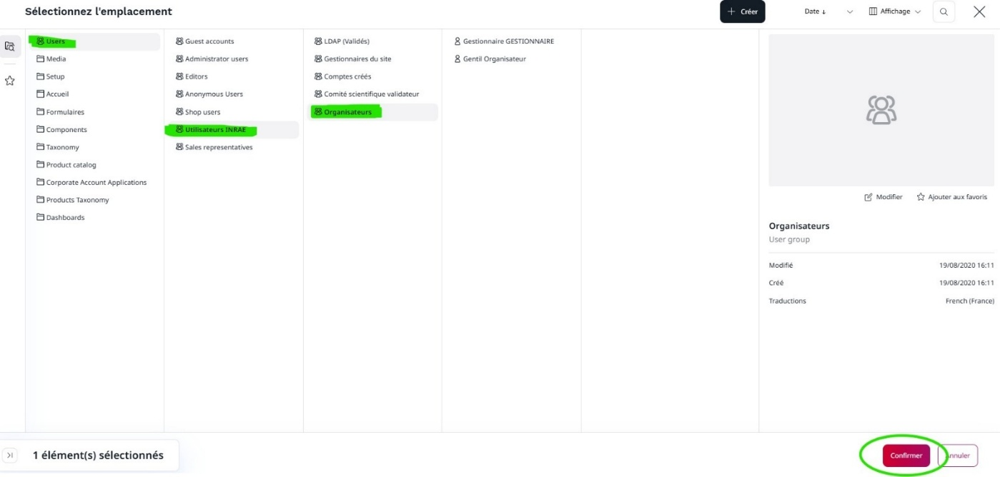 Sélectionnez l'emplacement
Créer
Date ↓
Affichage
Users
Media
Setup
Accueil
Formulaires
Components
Taxonomy
Product catalog
Corporate Account Applications
Products Taxonomy
Dashboards
Guest accounts
Administrator users
Editors
Anonymous Users
Shop users
Utilisateurs INRAE
Sales representatives
LDAP (Validés)
Gestionnaires du site
Comptes créés
Comité scientifique validateur
Organisateurs
Gestionnaire GESTIONNAIRE
Gentil Organisateur
Modifier
Ajouter aux favoris
Organisateurs
User group
Modifié 19/08/2020 16:11
Créé 19/08/2020 16:11
Traductions French (France)
1 élément(s) sélectionnés
Confirmer
Annuler